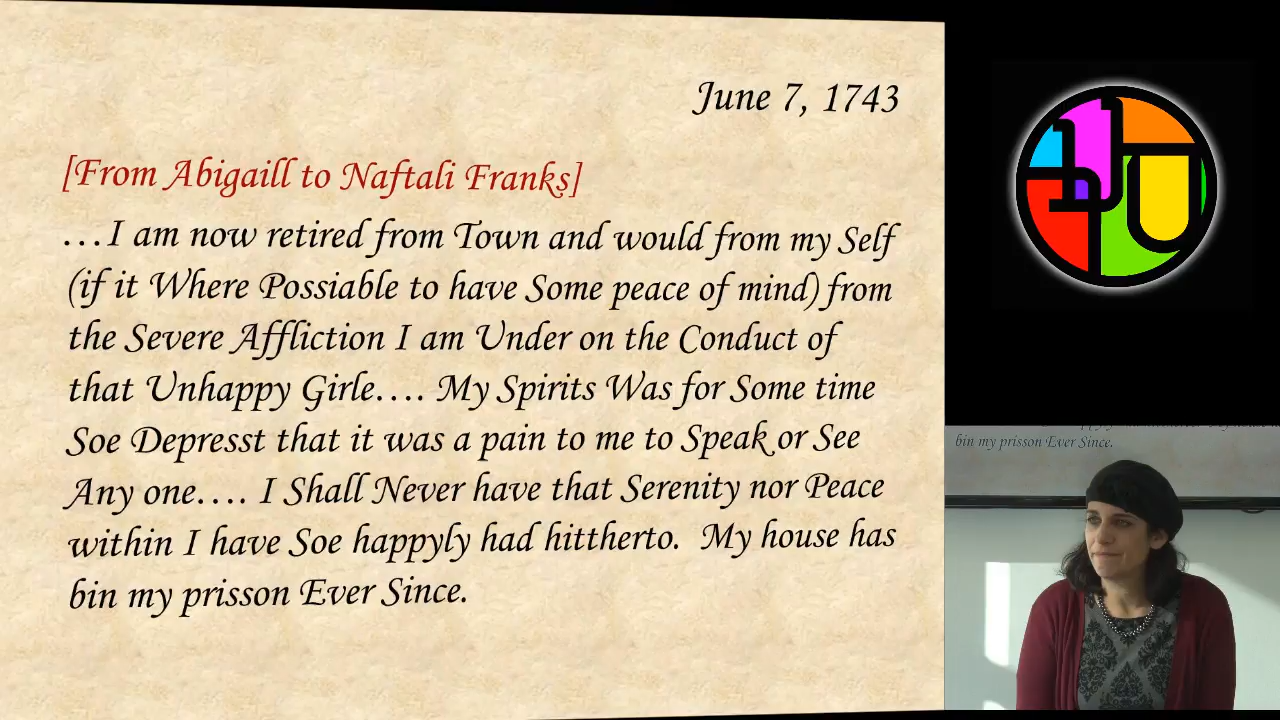 June 7, 1743
[From Abigaill to Naftali Franks]
…I am now retired from Town and would from my Self
(if it Where Possiable to have Some peace of mind) from
the Severe Affliction I am Under on the Conduct of
that Unhappy Girle…. My Spirits Was for Some time
Soe Depresst that it was a pain to me to Speak or See
Any one…. I Shall Never have that Serenity nor Peace
within I have Soe happyly had hittherto.  My house has
bin my prisson Ever Since.
bin my prisson Ever Since.